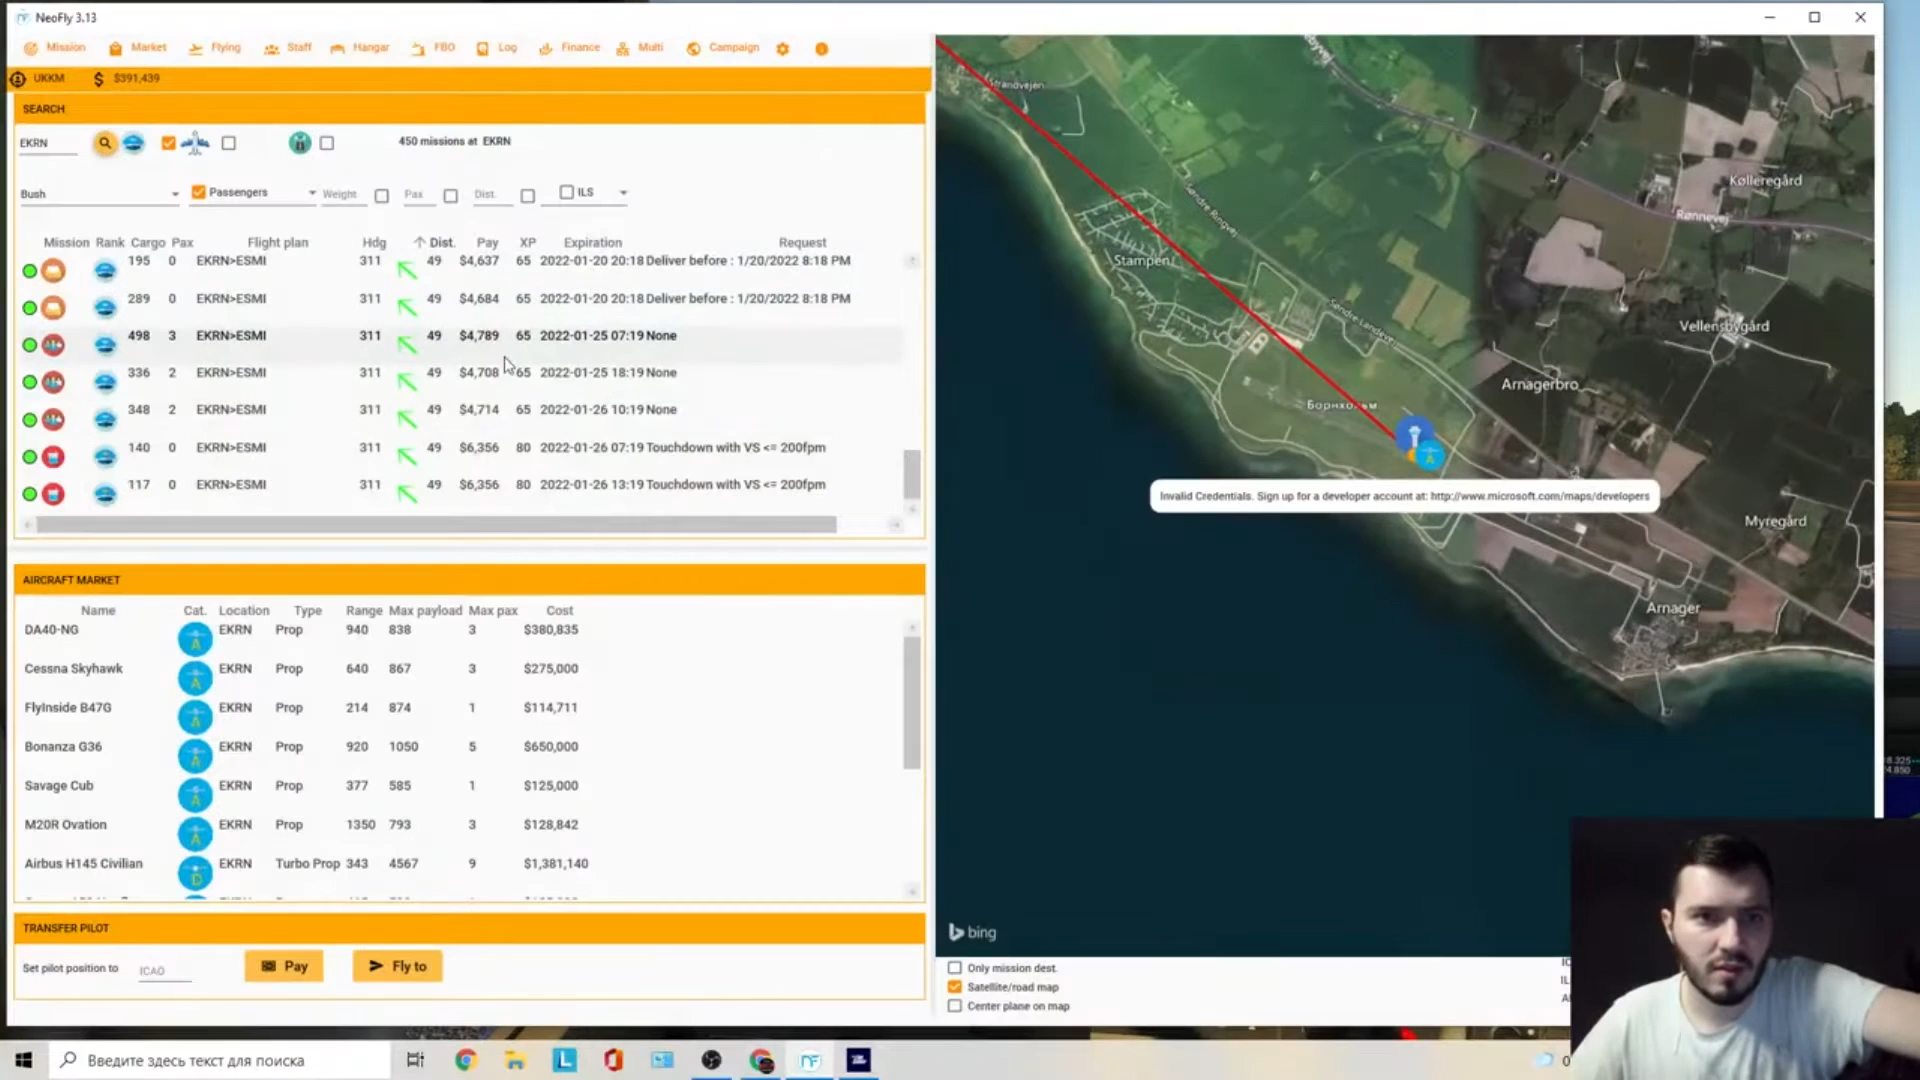 NeoFly 3.13
Mission Market Flying Staff Hangar FBO Log Finance Multi Campaign
UKKM $391,439
SEARCH
EKRN 450 missions at EKRN
Bush Passengers Weight Pax Dist. ILS
Mission Rank Cargo Pax Flight plan Hdg Dist. Pay XP Expiration Request
195 0 EKRN>ESMI 311 49 $4,637 65 2022-01-20 20:18 Deliver before : 1/20/2022 8:18 PM
289 0 EKRN>ESMI 311 49 $4,684 65 2022-01-20 20:18 Deliver before : 1/20/2022 8:18 PM
498 3 EKRN>ESMI 311 49 $4,789 65 2022-01-25 07:19 None
336 2 EKRN>ESMI 311 49 $4,708 65 2022-01-25 18:19 None
348 2 EKRN>ESMI 311 49 $4,714 65 2022-01-26 10:19 None
140 0 EKRN>ESMI 311 49 $6,356 80 2022-01-26 07:19 Touchdown with VS <= 200fpm
117 0 EKRN>ESMI 311 49 $6,356 80 2022-01-26 13:19 Touchdown with VS <= 200fpm
AIRCRAFT MARKET
Name Cat. Location Type Range Max payload Max pax Cost
DA40-NG A EKRN Prop 940 838 3 $380,835
Cessna Skyhawk A EKRN Prop 640 867 3 $275,000
FlyInside B47G A EKRN Prop 214 874 1 $114,711
Bonanza G36 A EKRN Prop 920 1050 5 $650,000
Savage Cub A EKRN Prop 377 585 1 $125,000
M20R Ovation A EKRN Prop 1350 793 3 $128,842
Airbus H145 Civilian D EKRN Turbo Prop 343 4567 9 $1,381,140
TRANSFER PILOT
Set pilot position to ICAO Pay Fly to
Strandvejen
Kølleregård
Rønnevej
Søndre Ringvej
Stampen
Søndre Landevej
Vellensbygård
Arnagerbro
Борнхольм
A
Invalid Credentials. Sign up for a developer account at: http://www.microsoft.com/maps/developers
Myregård
Arnager
bing
Only mission dest.
Satellite/road map
Center plane on map
Введите здесь текст для поиска